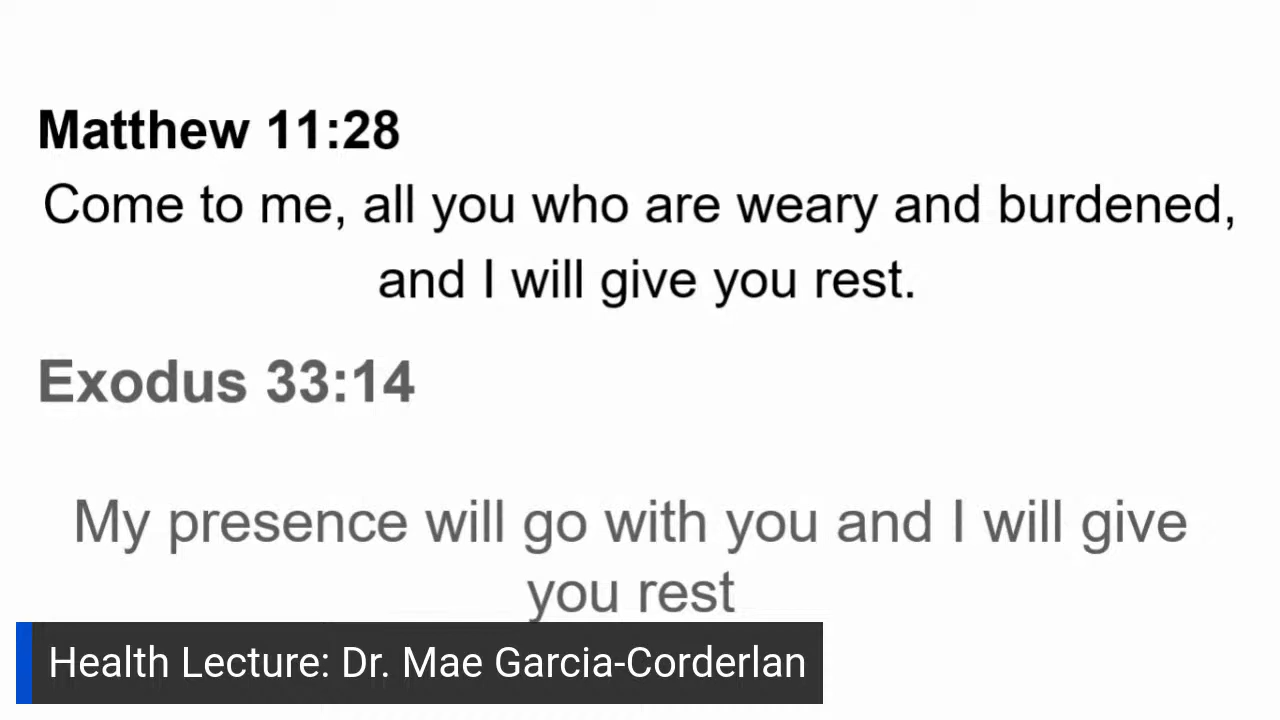 Matthew 11:28
Come to me, all you who are weary and burdened,
and I will give you rest.
Exodus 33:14
My presence will go with you and I will give
you rest
Health Lecture: Dr. Mae Garcia-Corderlan